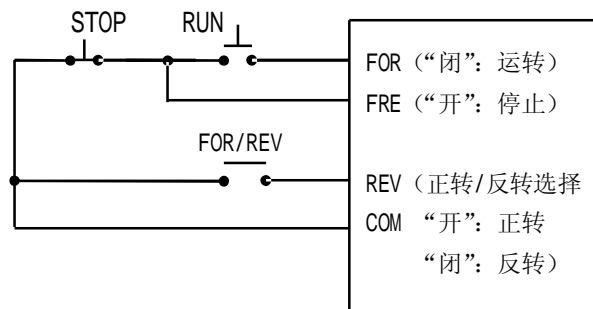 STOP
RUN
FOR（“闭”：运转）
FRE（“开”：停止）
FOR/REV
REV（正转/反转选择
COM “开”：正转
“闭”：反转）